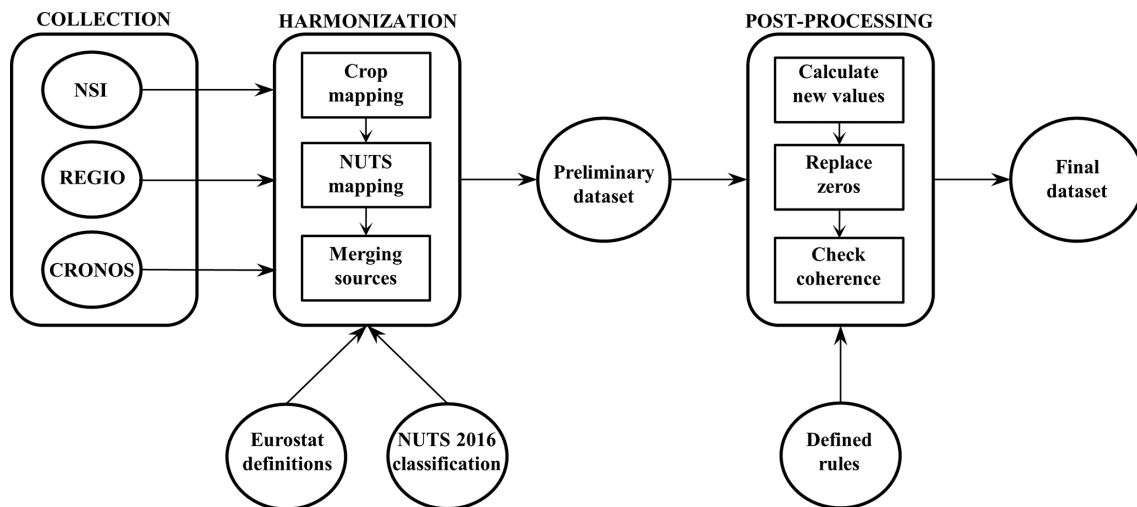 COLLECTION
NSI
REGIO
CRONOS
HARMONIZATION
Crop
mapping
NUTS
mapping
Merging
sources
Eurostat
definitions
NUTS 2016
classification
Preliminary
dataset
POST-PROCESSING
Calculate
new values
Replace
zeros
Check
coherence
Defined
rules
Final
dataset